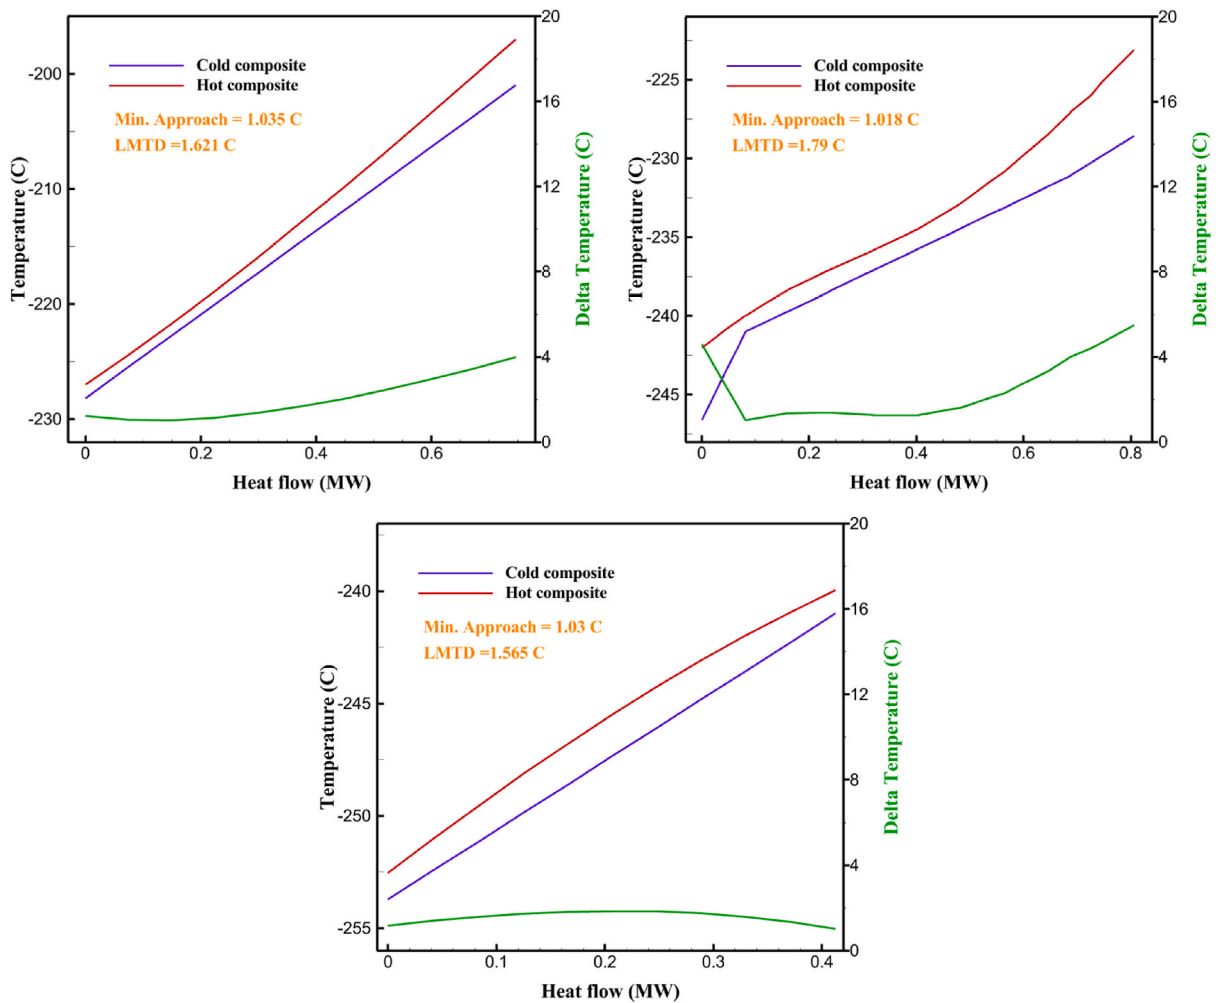 Cold composite
Hot composite
Min. Approach = 1.035 C
LMTD =1.621 C
Temperature (C)
-200
-210
-220
-230
20
16
12
8
4
0
Delta Temperature (C)
0
0.2
0.4
0.6
Heat flow (MW)
Cold composite
Hot composite
Min. Approach = 1.018 C
LMTD =1.79 C
Temperature (C)
-225
-230
-235
-240
-245
20
16
12
8
4
0
Delta Temperature (C)
0
0.2
0.4
0.6
0.8
Heat flow (MW)
Cold composite
Hot composite
Min. Approach = 1.03 C
LMTD =1.565 C
Temperature (C)
-240
-245
-250
-255
20
16
12
8
4
0
Delta Temperature (C)
0
0.1
0.2
0.3
0.4
Heat flow (MW)